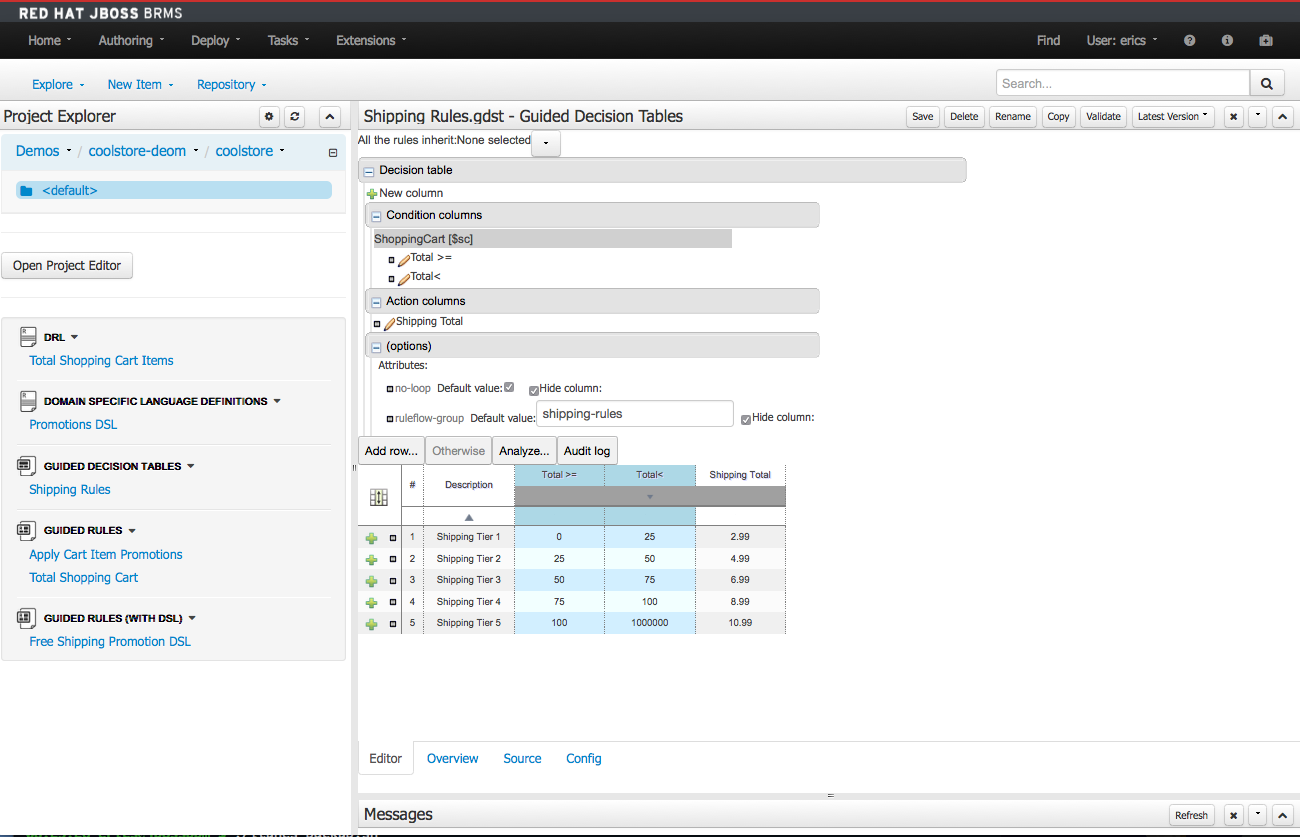 RED HAT JBOSS BRMS
Home Authoring Deploy Tasks Extensions Find User: erics
Explore New Item Repository Search...
Project Explorer
Demos / coolstore-deom / coolstore
<default>
Open Project Editor
DRL
Total Shopping Cart Items
DOMAIN SPECIFIC LANGUAGE DEFINITIONS
Promotions DSL
GUIDED DECISION TABLES
Shipping Rules
GUIDED RULES
Apply Cart Item Promotions
Total Shopping Cart
GUIDED RULES (WITH DSL)
Free Shipping Promotion DSL
Shipping Rules.gdst - Guided Decision Tables Save Delete Rename Copy Validate Latest Version
All the rules inherit:None selected
Decision table
New column
Condition columns
ShoppingCart [$sc]
Total >=
Total<
Action columns
Shipping Total
(options)
Attributes:
no-loop Default value: Hide column:
ruleflow-group Default value: shipping-rules Hide column:
Add row... Otherwise Analyze... Audit log
# Description Total >= Total< Shipping Total
1 Shipping Tier 1 0 25 2.99
2 Shipping Tier 2 25 50 4.99
3 Shipping Tier 3 50 75 6.99
4 Shipping Tier 4 75 100 8.99
5 Shipping Tier 5 100 1000000 10.99
Editor Overview Source Config
Messages Refresh